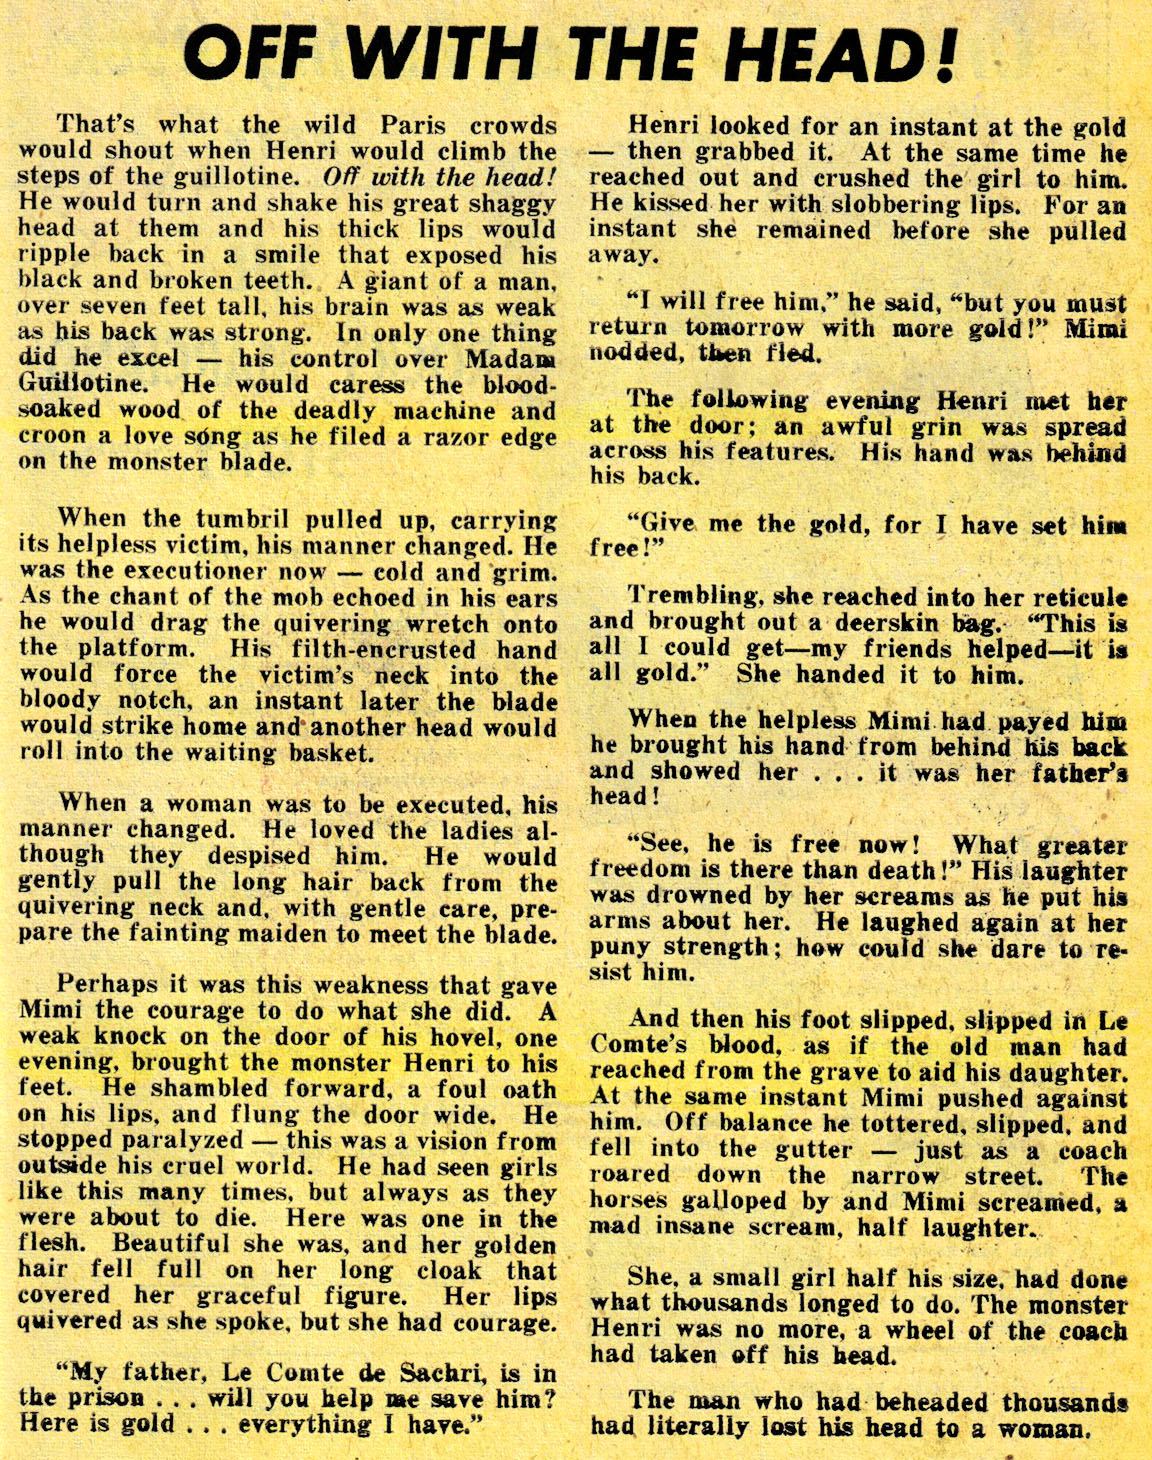 OFF WITH THE HEAD!
That's what the wild Paris crowds
would shout when Henri would climb the
steps of the guillotine. Off with the head!
He would turn and shake his great shaggy
head at them and his thick lips would
ripple back in a smile that exposed his
black and broken teeth. A giant of a man,
over seven feet tall, his brain was as weak
as his back was strong. In only one thing
did he excel — his control over Madam
Guillotine. He would caress the blood-
soaked wood of the deadly machine and
croon a love song as he filed a razor edge
on the monster blade.
When the tumbril pulled up, carrying
its helpless victim, his manner changed. He
was the executioner now — cold and grim.
As the chant of the mob echoed in his ears
he would drag the quivering wretch onto
the platform. His filth-encrusted hand
would force the victim's neck into the
bloody notch, an instant later the blade
would strike home and another head would
roll into the waiting basket.
When a woman was to be executed, his
manner changed. He loved the ladies al-
though they despised him. He would
gently pull the long hair back from the
quivering neck and, with gentle care, pre-
pare the fainting maiden to meet the blade.
Perhaps it was this weakness that gave
Mimi the courage to do what she did. A
weak knock on the door of his hovel, one
evening, brought the monster Henri to his
feet. He shambled forward, a foul oath
on his lips, and flung the door wide. He
stopped paralyzed — this was a vision from
outside his cruel world. He had seen girls
like this many times, but always as they
were about to die. Here was one in the
flesh. Beautiful she was, and her golden
hair fell full on her long cloak that
covered her graceful figure. Her lips
quivered as she spoke, but she had courage.
"My father, Le Comte de Sachri, is in
the prison . . . will you help me save him?
Here is gold . . . everything I have."
Henri looked for an instant at the gold
— then grabbed it. At the same time he
reached out and crushed the girl to him.
He kissed her with slobbering lips. For an
instant she remained before she pulled
away.
"I will free him," he said, "but you must
return tomorrow with more gold!" Mimi
nodded, then fled.
The following evening Henri met her
at the door; an awful grin was spread
across his features. His hand was behind
his back.
"Give me the gold, for I have set him
free!"
Trembling, she reached into her reticule
and brought out a deerskin bag. "This is
all I could get—my friends helped—it is
all gold." She handed it to him.
When the helpless Mimi had payed him
he brought his hand from behind his back
and showed her . . . it was her father's
head!
"See, he is free now! What greater
freedom is there than death!" His laughter
was drowned by her screams as he put his
arms about her. He laughed again at her
puny strength; how could she dare to re-
sist him.
And then his foot slipped, slipped in Le
Comte's blood, as if the old man had
reached from the grave to aid his daughter.
At the same instant Mimi pushed against
him. Off balance he tottered, slipped, and
fell into the gutter — just as a coach
roared down the narrow street. The
horses galloped by and Mimi screamed, a
mad insane scream, half laughter.
She, a small girl half his size, had done
what thousands longed to do. The monster
Henri was no more, a wheel of the coach
had taken off his head.
The man who had beheaded thousands
had literally lost his head to a woman.